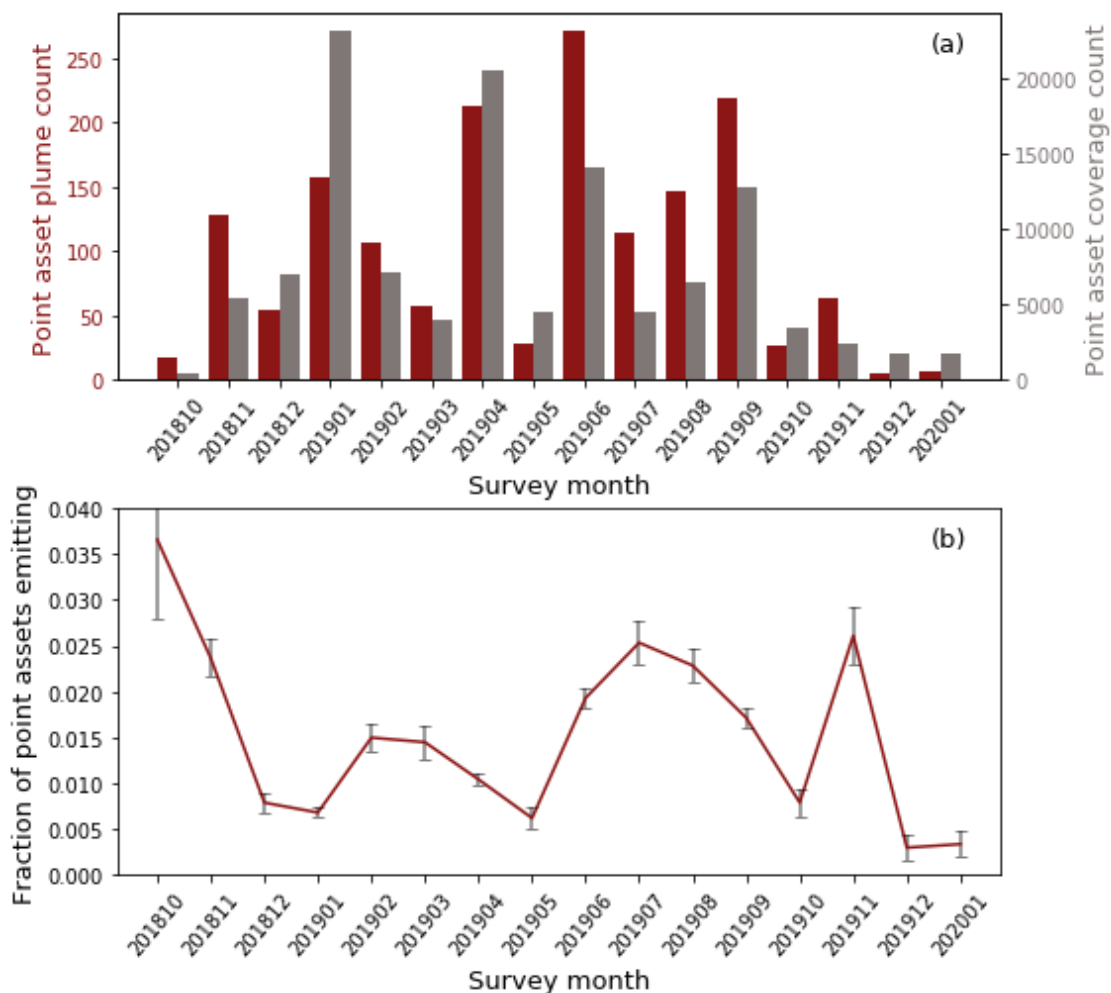 (a)
Point asset plume count
250
200
150
100
50
0
Point asset coverage count
20000
15000
10000
5000
0
201810 201811 201812 201901 201902 201903 201904 201905 201906 201907 201908 201909 201910 201911 201912 202001
Survey month
(b)
Fraction of point assets emitting
0.040
0.035
0.030
0.025
0.020
0.015
0.010
0.005
0.000
201810 201811 201812 201901 201902 201903 201904 201905 201906 201907 201908 201909 201910 201911 201912 202001
Survey month